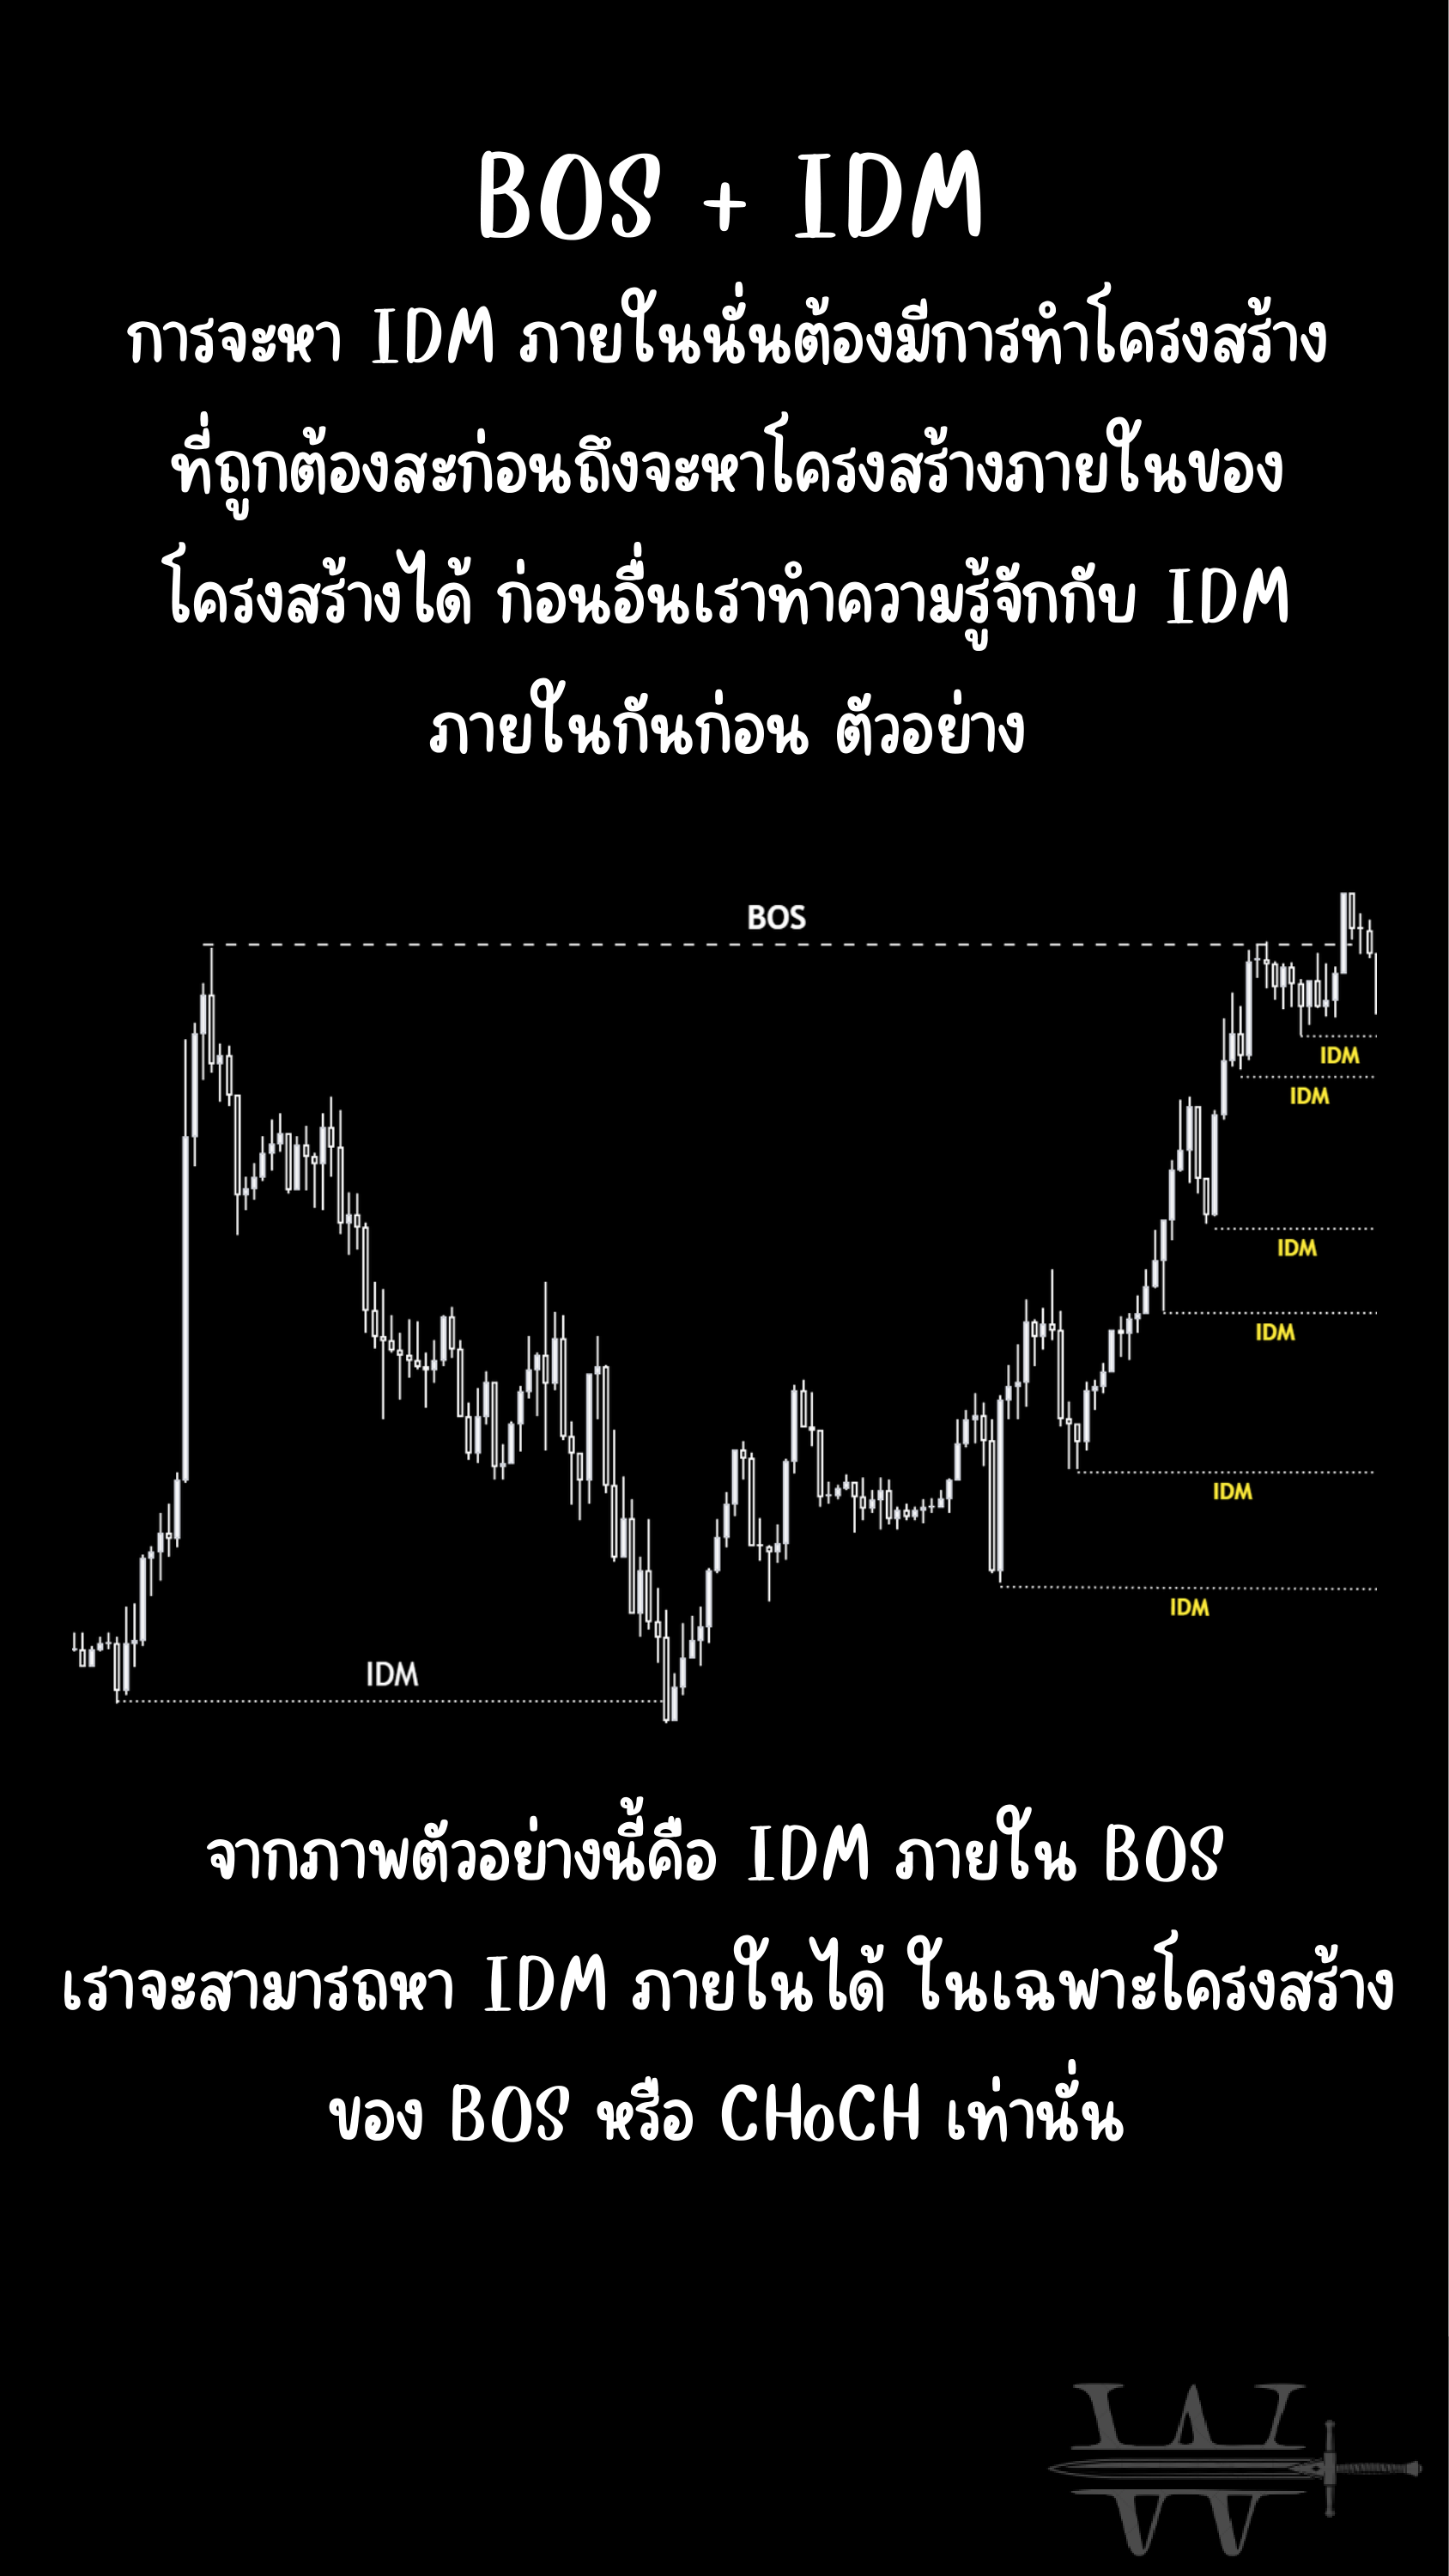 BOS + IDM
การจะหา IDM ภายในนั่นต้องมีการทำโครงสร้าง
ที่ถูกต้องสะก่อนถึงจะหาโครงสร้างภายในของ
โครงสร้างได้ ก่อนอื่นเราทำความรู้จักกับ IDM
ภายในกันก่อน ตัวอย่าง
BOS
IDM
IDM
IDM
IDM
IDM
IDM
IDM
จากภาพตัวอย่างนี้คือ IDM ภายใน BOS
เราจะสามารถหา IDM ภายในได้ ในเฉพาะโครงสร้าง
ของ BOS หรือ CHoCH เท่านั่น
W